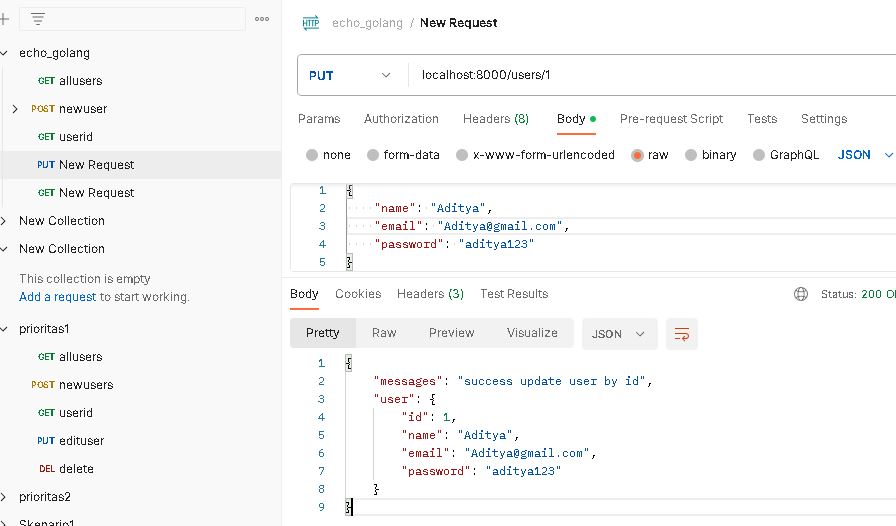 echo_golang
GET allusers
POST newuser
GET userid
PUT New Request
GET New Request
New Collection
New Collection
This collection is empty
Add a request to start working.
prioritas1
GET allusers
POST newusers
GET userid
PUT edituser
DEL delete
prioritas2
Skenario1
HTTP echo_golang / New Request
PUT localhost:8000/users/1
Params Authorization Headers (8) Body Pre-request Script Tests Settings
none form-data x-www-form-urlencoded raw binary GraphQL JSON
1 {
2 "name": "Aditya",
3 "email": "Aditya@gmail.com",
4 "password": "aditya123"
5 }
Body Cookies Headers (3) Test Results Status: 200 O
Pretty Raw Preview Visualize JSON
1 {
2 "messages": "success update user by id",
3 "user": {
4 "id": 1,
5 "name": "Aditya",
6 "email": "Aditya@gmail.com",
7 "password": "aditya123"
8 }
9 }